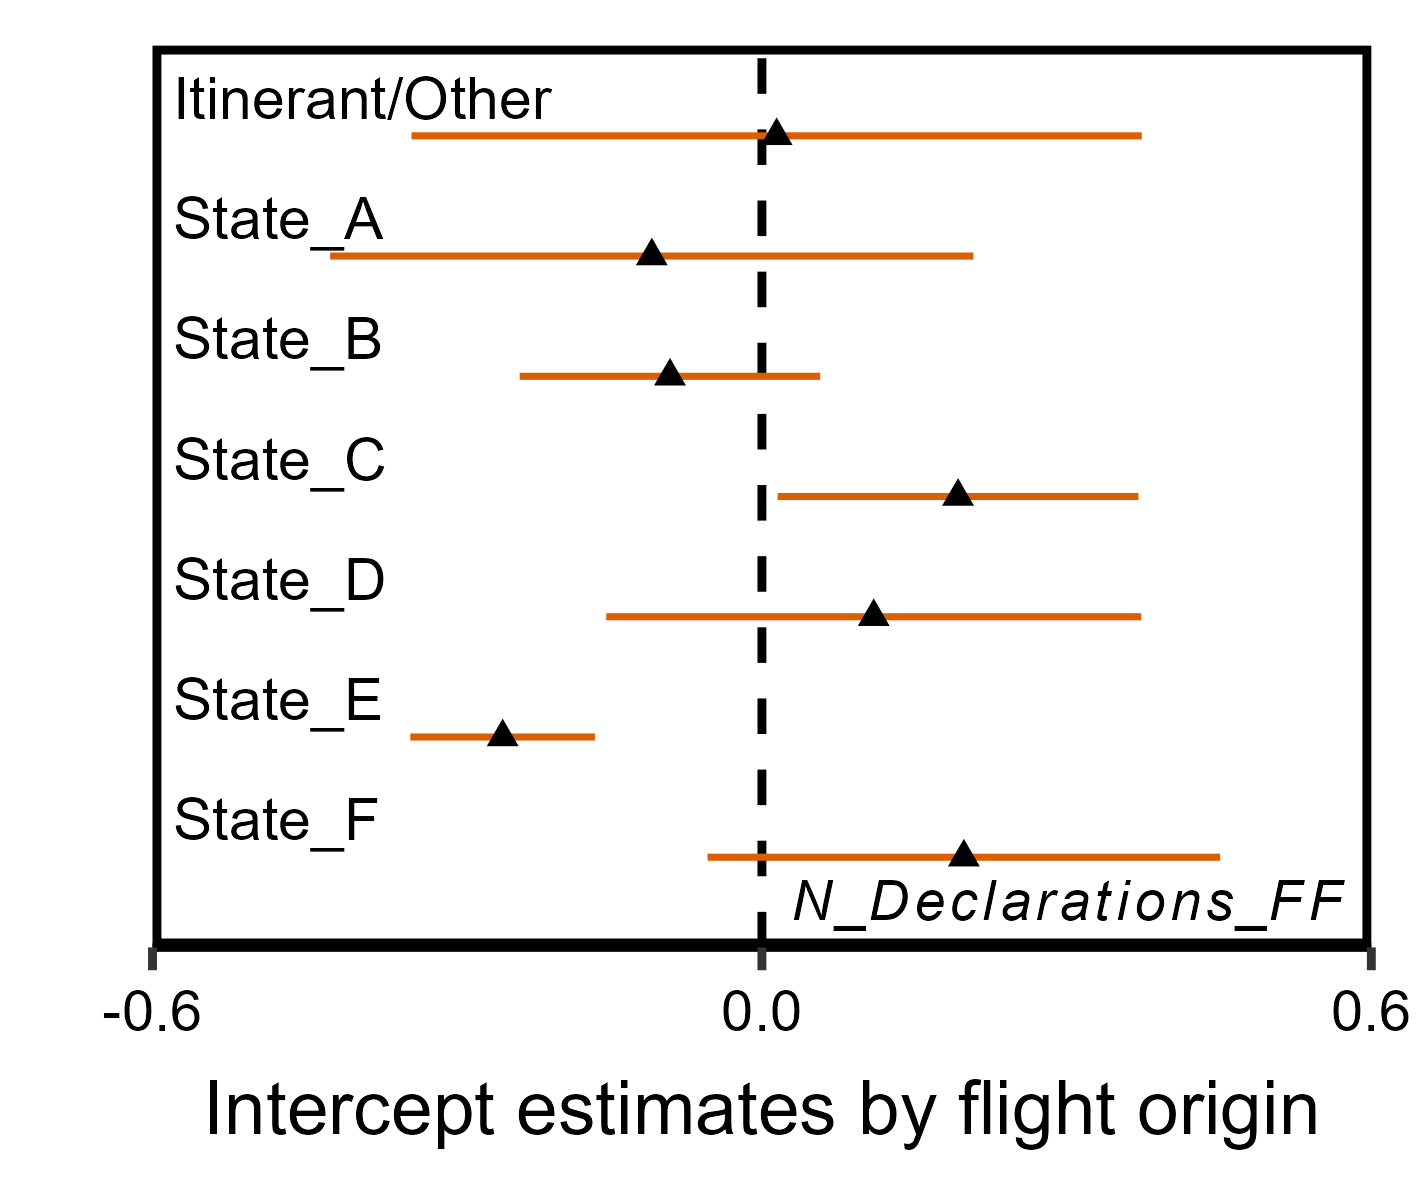 Itinerant/Other
State_A
State_B
State_C
State_D
State_E
State_F
N_Declarations_FF
-0.6 0.0 0.6
Intercept estimates by flight origin